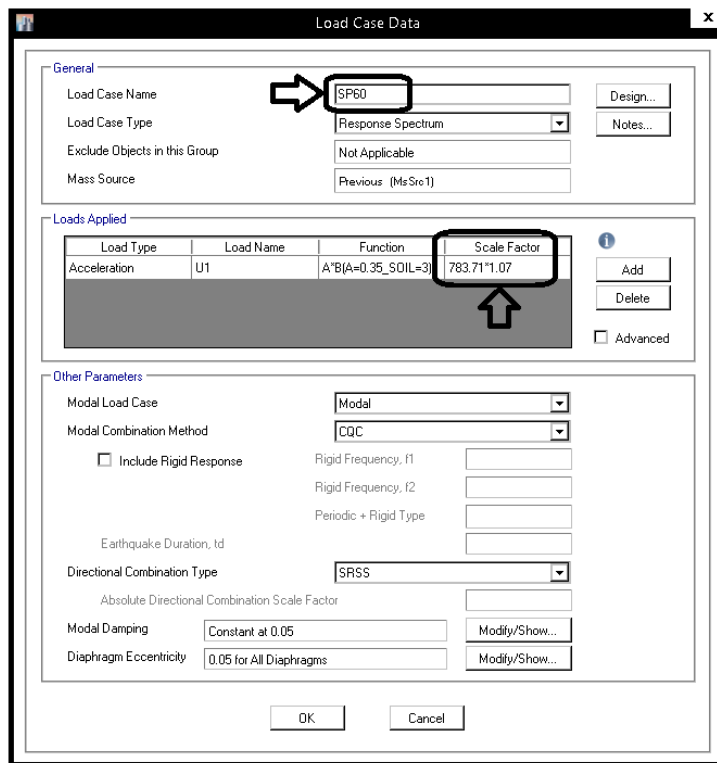 Load Case Data
x
General
Load Case Name
SP60
Design...
Load Case Type
Response Spectrum
Notes...
Exclude Objects in this Group
Not Applicable
Mass Source
Previous (MsSrc1)
Loads Applied
Load Type Load Name Function Scale Factor
Acceleration U1 A*B(A=0.35_SOIL=3) 783.71*1.07
Add
Delete
Advanced
Other Parameters
Modal Load Case
Modal
Modal Combination Method
CQC
Include Rigid Response
Rigid Frequency, f1
Rigid Frequency, f2
Periodic + Rigid Type
Earthquake Duration, td
Directional Combination Type
SRSS
Absolute Directional Combination Scale Factor
Modal Damping
Constant at 0.05
Modify/Show...
Diaphragm Eccentricity
0.05 for All Diaphragms
Modify/Show...
OK
Cancel